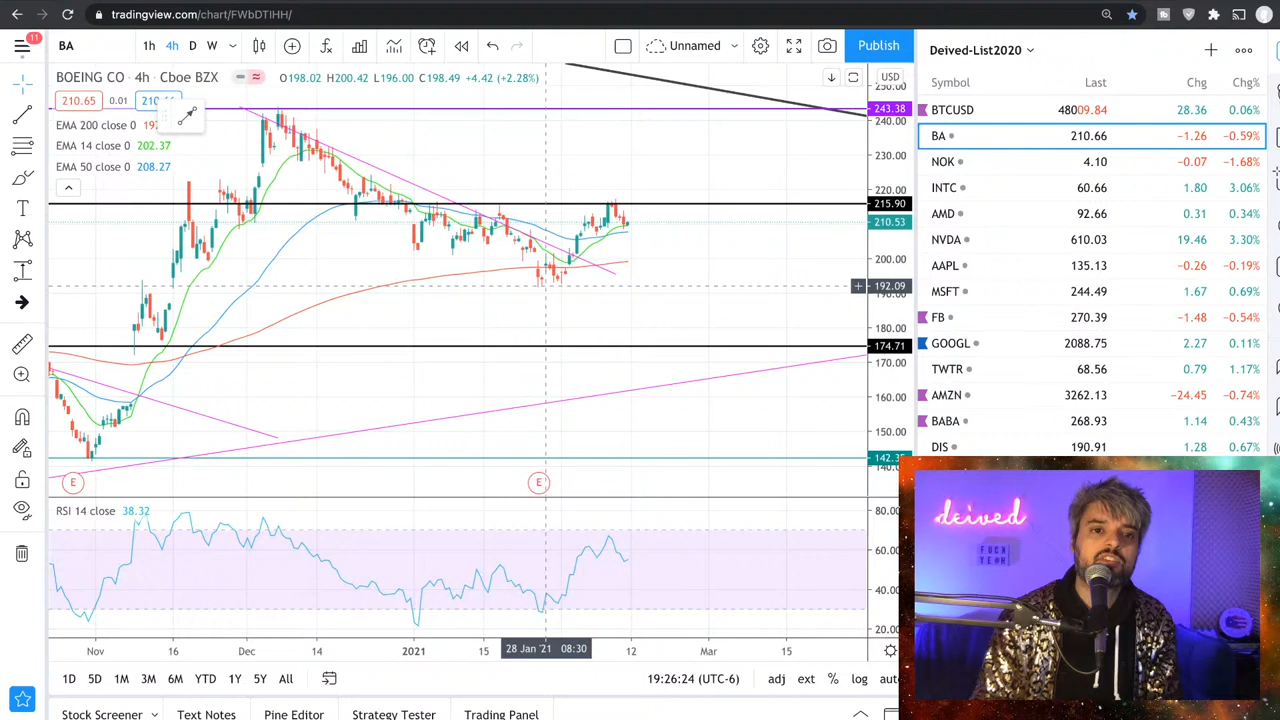 tradingview.com/chart/FWbDTIHH/
11
BA
1h 4h D W
Unnamed
Publish
Deived-List2020
BOEING CO · 4h · Cboe BZX
O198.02 H200.42 L196.00 C198.49 +4.42 (+2.28%)
USD
210.65 0.01
EMA 200 close 0
EMA 14 close 0 202.37
EMA 50 close 0 208.27
250.00
243.38
240.00
230.00
220.00
215.90
210.53
200.00
192.09
180.00
174.71
170.00
160.00
150.00
E
E
RSI 14 close 38.32
80.00
60.00
40.00
20.00
Nov 16 Dec 14 2021 15 28 Jan '21 08:30 12 Mar 15
1D 5D 1M 3M 6M YTD 1Y 5Y All
19:26:24 (UTC-6) adj ext % log
Stock Screener Text Notes Pine Editor Strategy Tester Trading Panel
Symbol Last Chg Chg%
BTCUSD 48009.84 28.36 0.06%
BA 210.66 −1.26 −0.59%
NOK 4.10 −0.07 −1.68%
INTC 60.66 1.80 3.06%
AMD 92.66 0.31 0.34%
NVDA 610.03 19.46 3.30%
AAPL 135.13 −0.26 −0.19%
MSFT 244.49 1.67 0.69%
FB 270.39 −1.48 −0.54%
GOOGL 2088.75 2.27 0.11%
TWTR 68.56 0.79 1.17%
AMZN 3262.13 −24.45 −0.74%
BABA 268.93 1.14 0.43%
DIS 190.91 1.28 0.67%
deived
FUCK
YEAH